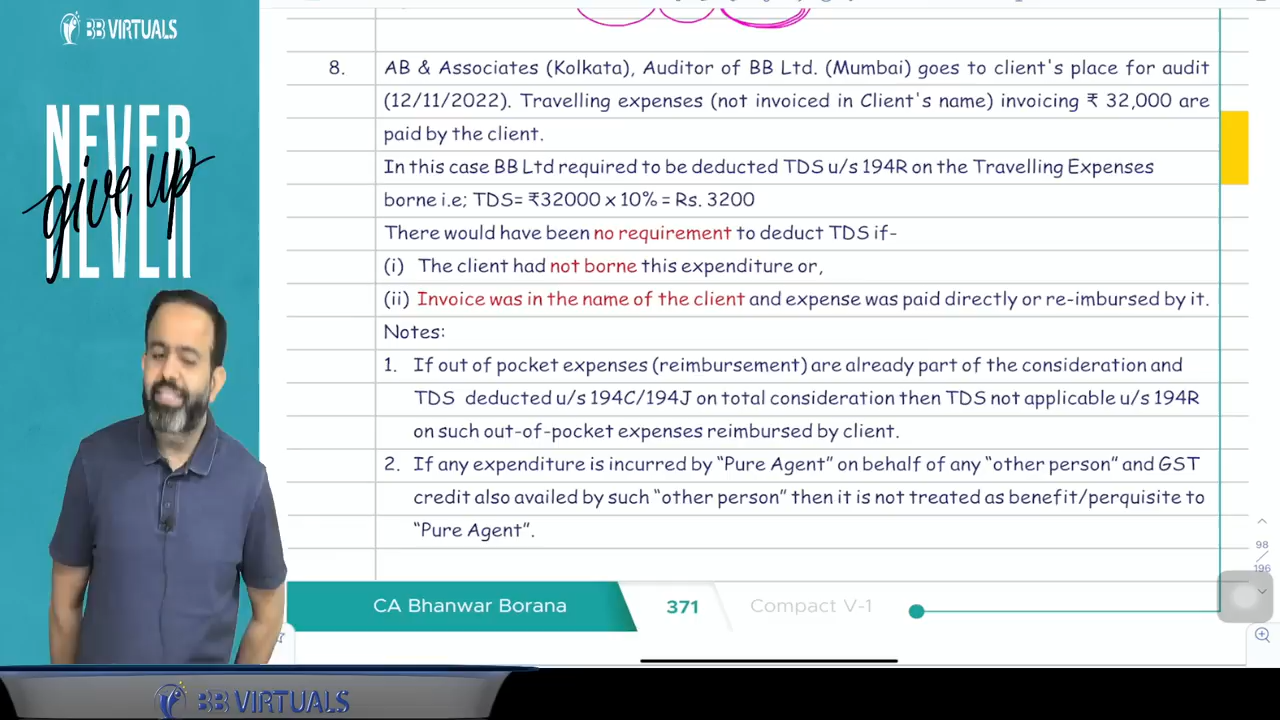 BB VIRTUALS
NEVER
give up
NEVER
8. AB & Associates (Kolkata), Auditor of BB Ltd. (Mumbai) goes to client's place for audit
(12/11/2022). Travelling expenses (not invoiced in Client's name) invoicing ₹ 32,000 are
paid by the client.
In this case BB Ltd required to be deducted TDS u/s 194R on the Travelling Expenses
borne i.e; TDS= ₹32000 x 10% = Rs. 3200
There would have been no requirement to deduct TDS if-
(i) The client had not borne this expenditure or,
(ii) Invoice was in the name of the client and expense was paid directly or re-imbursed by it.
Notes:
1. If out of pocket expenses (reimbursement) are already part of the consideration and
TDS deducted u/s 194C/194J on total consideration then TDS not applicable u/s 194R
on such out-of-pocket expenses reimbursed by client.
2. If any expenditure is incurred by “Pure Agent” on behalf of any “other person” and GST
credit also availed by such “other person” then it is not treated as benefit/perquisite to
“Pure Agent”.
98
196
CA Bhanwar Borana 371 Compact V-1
BB VIRTUALS